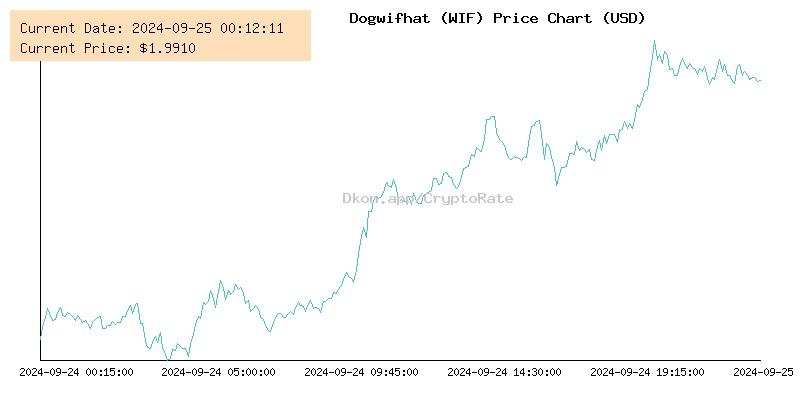 Dogwifhat (WIF) Price Chart (USD)
Current Date: 2024-09-25 00:12:11
Current Price: $1.9910
Dkon.app/CryptoRate
2024-09-24 00:15:00 2024-09-24 05:00:00 2024-09-24 09:45:00 2024-09-24 14:30:00 2024-09-24 19:15:00 2024-09-25